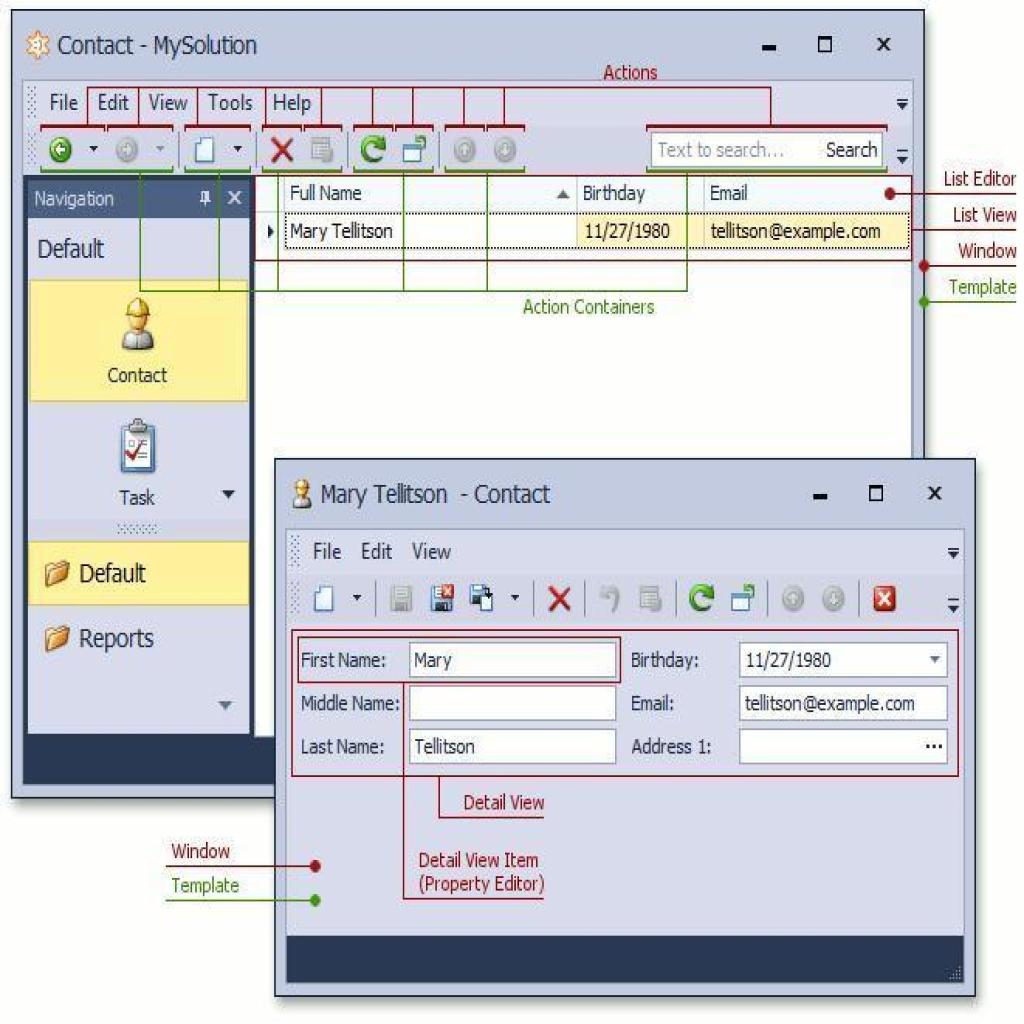 Contact - MySolution
Actions
File Edit View Tools Help
Text to search... Search
Navigation
Full Name Birthday Email
List Editor
Mary Tellitson 11/27/1980 tellitson@example.com
List View
Default
Window
Template
Action Containers
Contact
Task
Default
Reports
Mary Tellitson - Contact
File Edit View
First Name: Mary Birthday: 11/27/1980
Middle Name: Email: tellitson@example.com
Last Name: Tellitson Address 1: ...
Detail View
Window
Template
Detail View Item
(Property Editor)